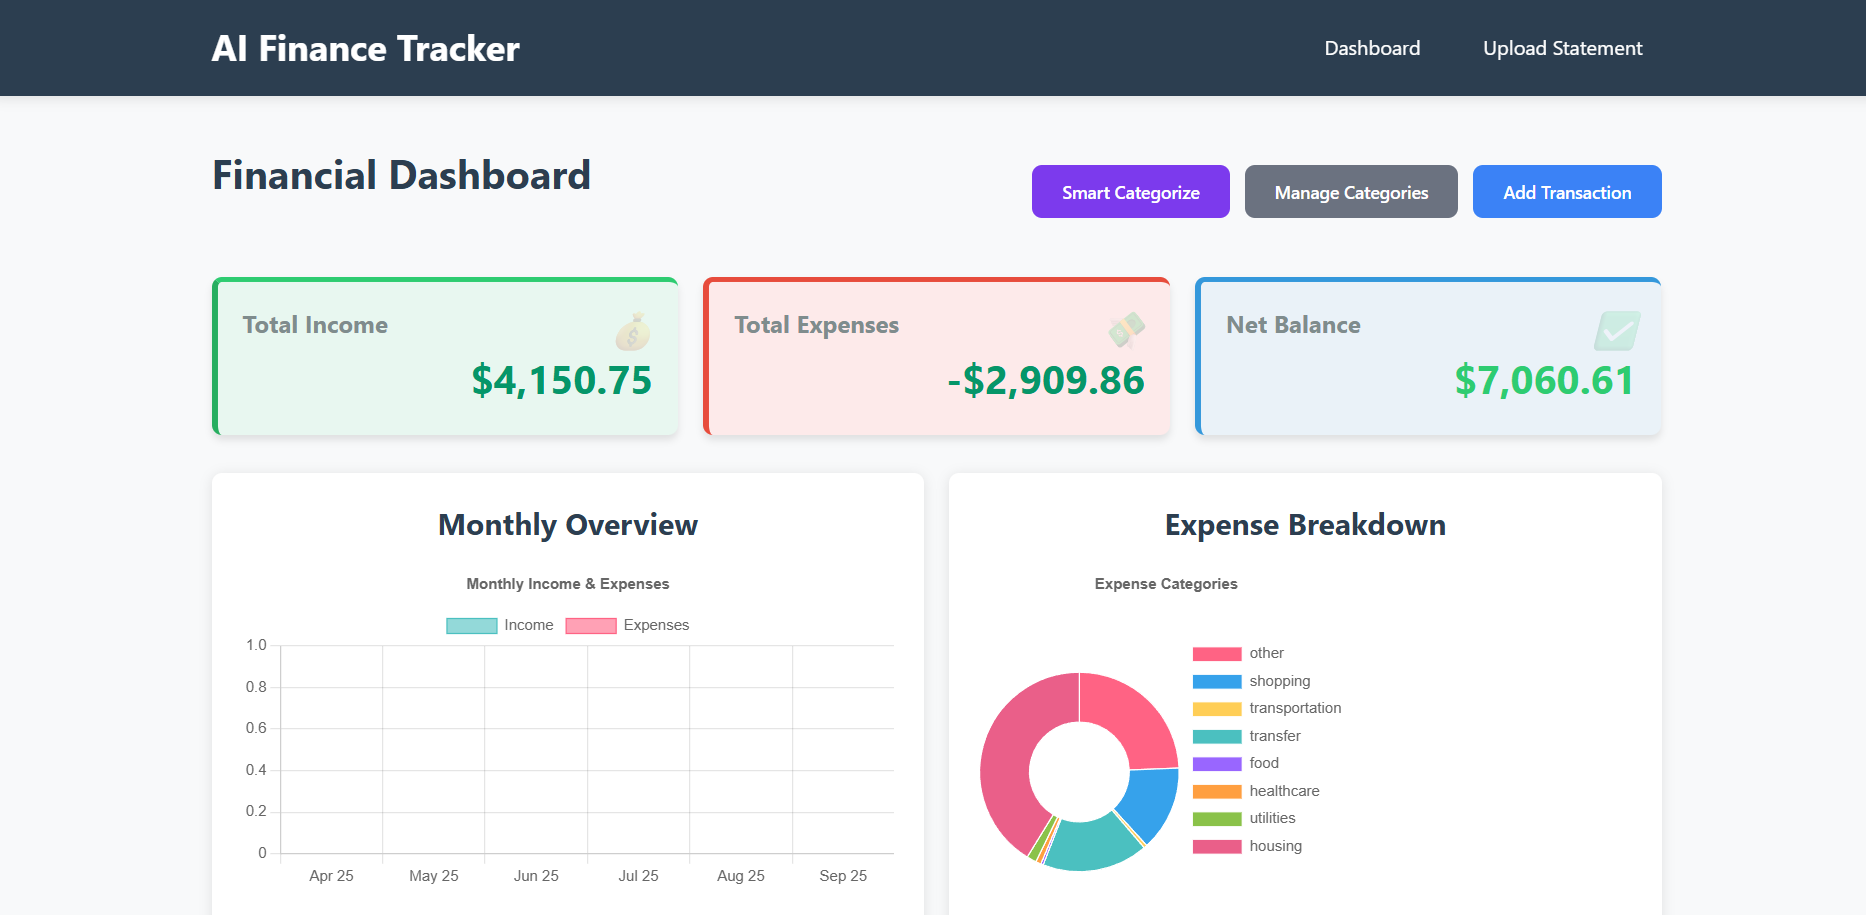 AI Finance Tracker
Dashboard
Upload Statement
Financial Dashboard
Smart Categorize
Manage Categories
Add Transaction
Total Income
$4,150.75
Total Expenses
-$2,909.86
Net Balance
$7,060.61
Monthly Overview
Monthly Income & Expenses
Income
Expenses
1.0
0.8
0.6
0.4
0.2
0
Apr 25
May 25
Jun 25
Jul 25
Aug 25
Sep 25
Expense Breakdown
Expense Categories
other
shopping
transportation
transfer
food
healthcare
utilities
housing